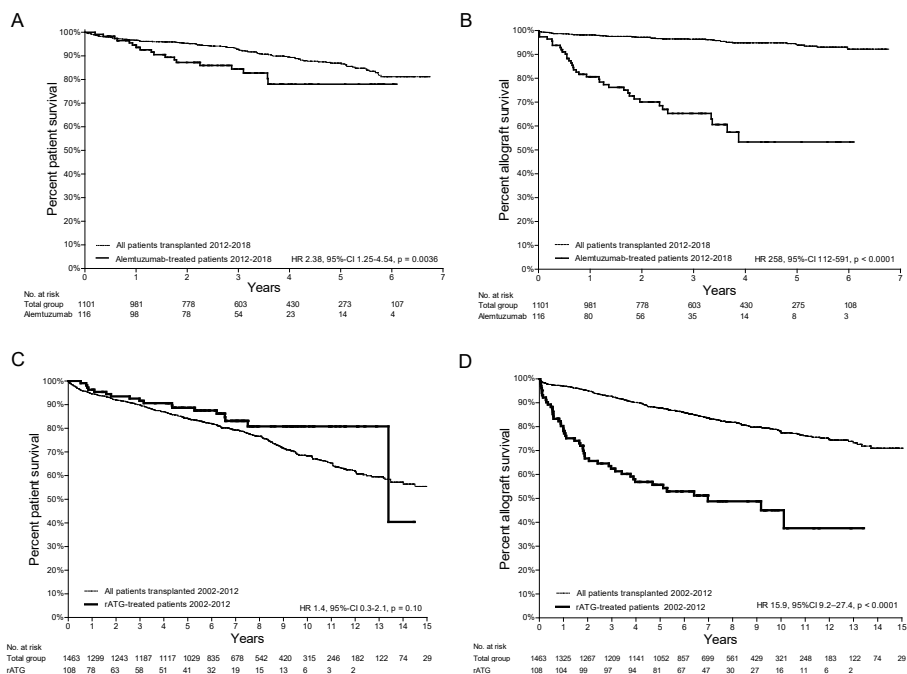 A
Percent patient survival
100%
90%
80%
70%
60%
50%
40%
30%
20%
10%
0%
All patients transplanted 2012-2018
Alemtuzumab-treated patients 2012-2018
HR 2.38, 95%-CI 1.25-4.54, p = 0.0036
0 1 2 3 4 5 6 7
Years
No. at risk
Total group 1101 981 778 603 430 273 107
Alemtuzumab 116 98 78 54 23 14 4
B
Percent allograft survival
100%
90%
80%
70%
60%
50%
40%
30%
20%
10%
0%
All patients transplanted 2012-2018
Alemtuzumab-treated patients 2012-2018
HR 258, 95%-CI 112-591, p < 0.0001
0 1 2 3 4 5 6 7
Years
No. at risk
Total group 1101 981 778 603 430 275 108
Alemtuzumab 116 80 56 35 14 8 3
C
Percent patient survival
100%
90%
80%
70%
60%
50%
40%
30%
20%
10%
0%
All patients transplanted 2002-2012
rATG-treated patients 2002-2012
HR 1.4, 95%-CI 0.3-2.1, p = 0.10
0 1 2 3 4 5 6 7 8 9 10 11 12 13 14 15
Years
No. at risk
Total group 1463 1299 1243 1187 1117 1029 835 678 542 420 315 246 182 122 74 29
rATG 108 78 63 58 51 41 32 19 15 13 6 3 2
D
Percent allograft survival
100%
90%
80%
70%
60%
50%
40%
30%
20%
10%
0%
All patients transplanted 2002-2012
rATG-treated patients 2002-2012
HR 15.9, 95%CI 9.2–27.4, p < 0.0001
0 1 2 3 4 5 6 7 8 9 10 11 12 13 14 15
Years
No. at risk
Total group 1463 1325 1267 1209 1141 1052 857 699 561 429 321 248 183 122 74 29
rATG 108 104 99 97 94 81 67 47 30 27 16 11 6 2